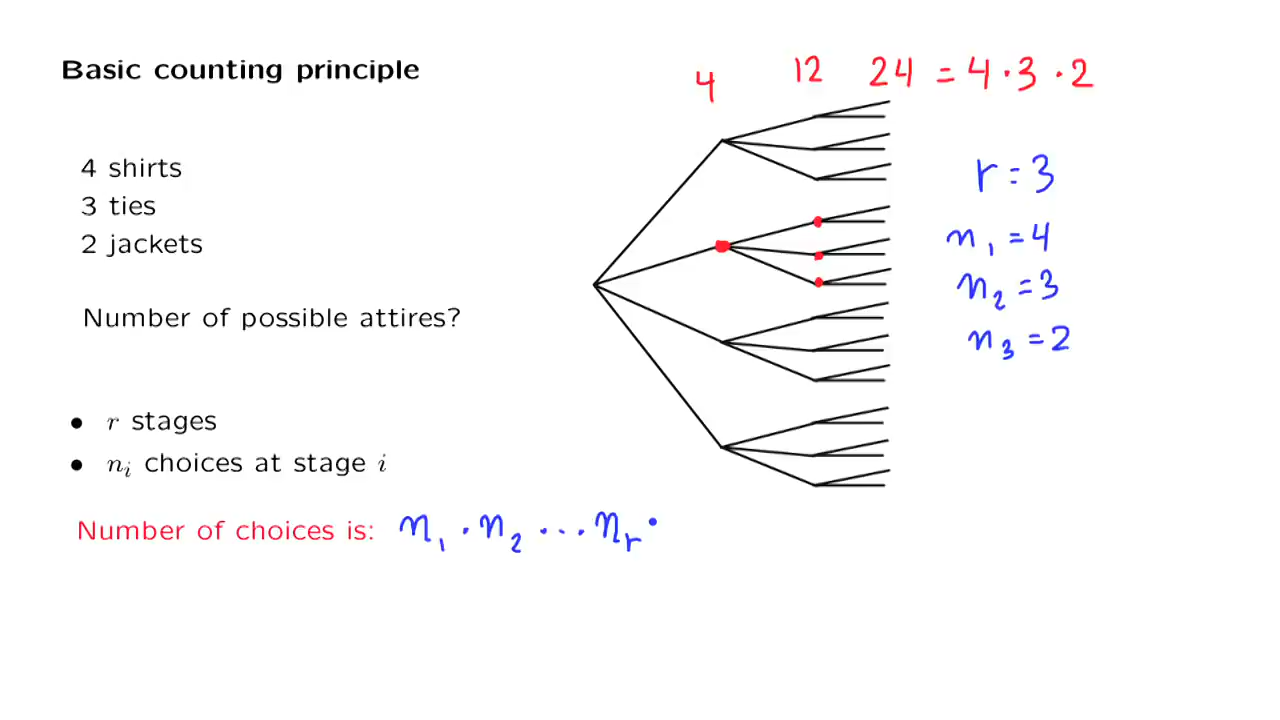 Basic counting principle
4 12 24 = 4 · 3 · 2
4 shirts
3 ties
2 jackets
Number of possible attires?
r = 3
n₁ = 4
n₂ = 3
n₃ = 2
• r stages
• nᵢ choices at stage i
Number of choices is: n₁ · n₂ · · · nᵣ